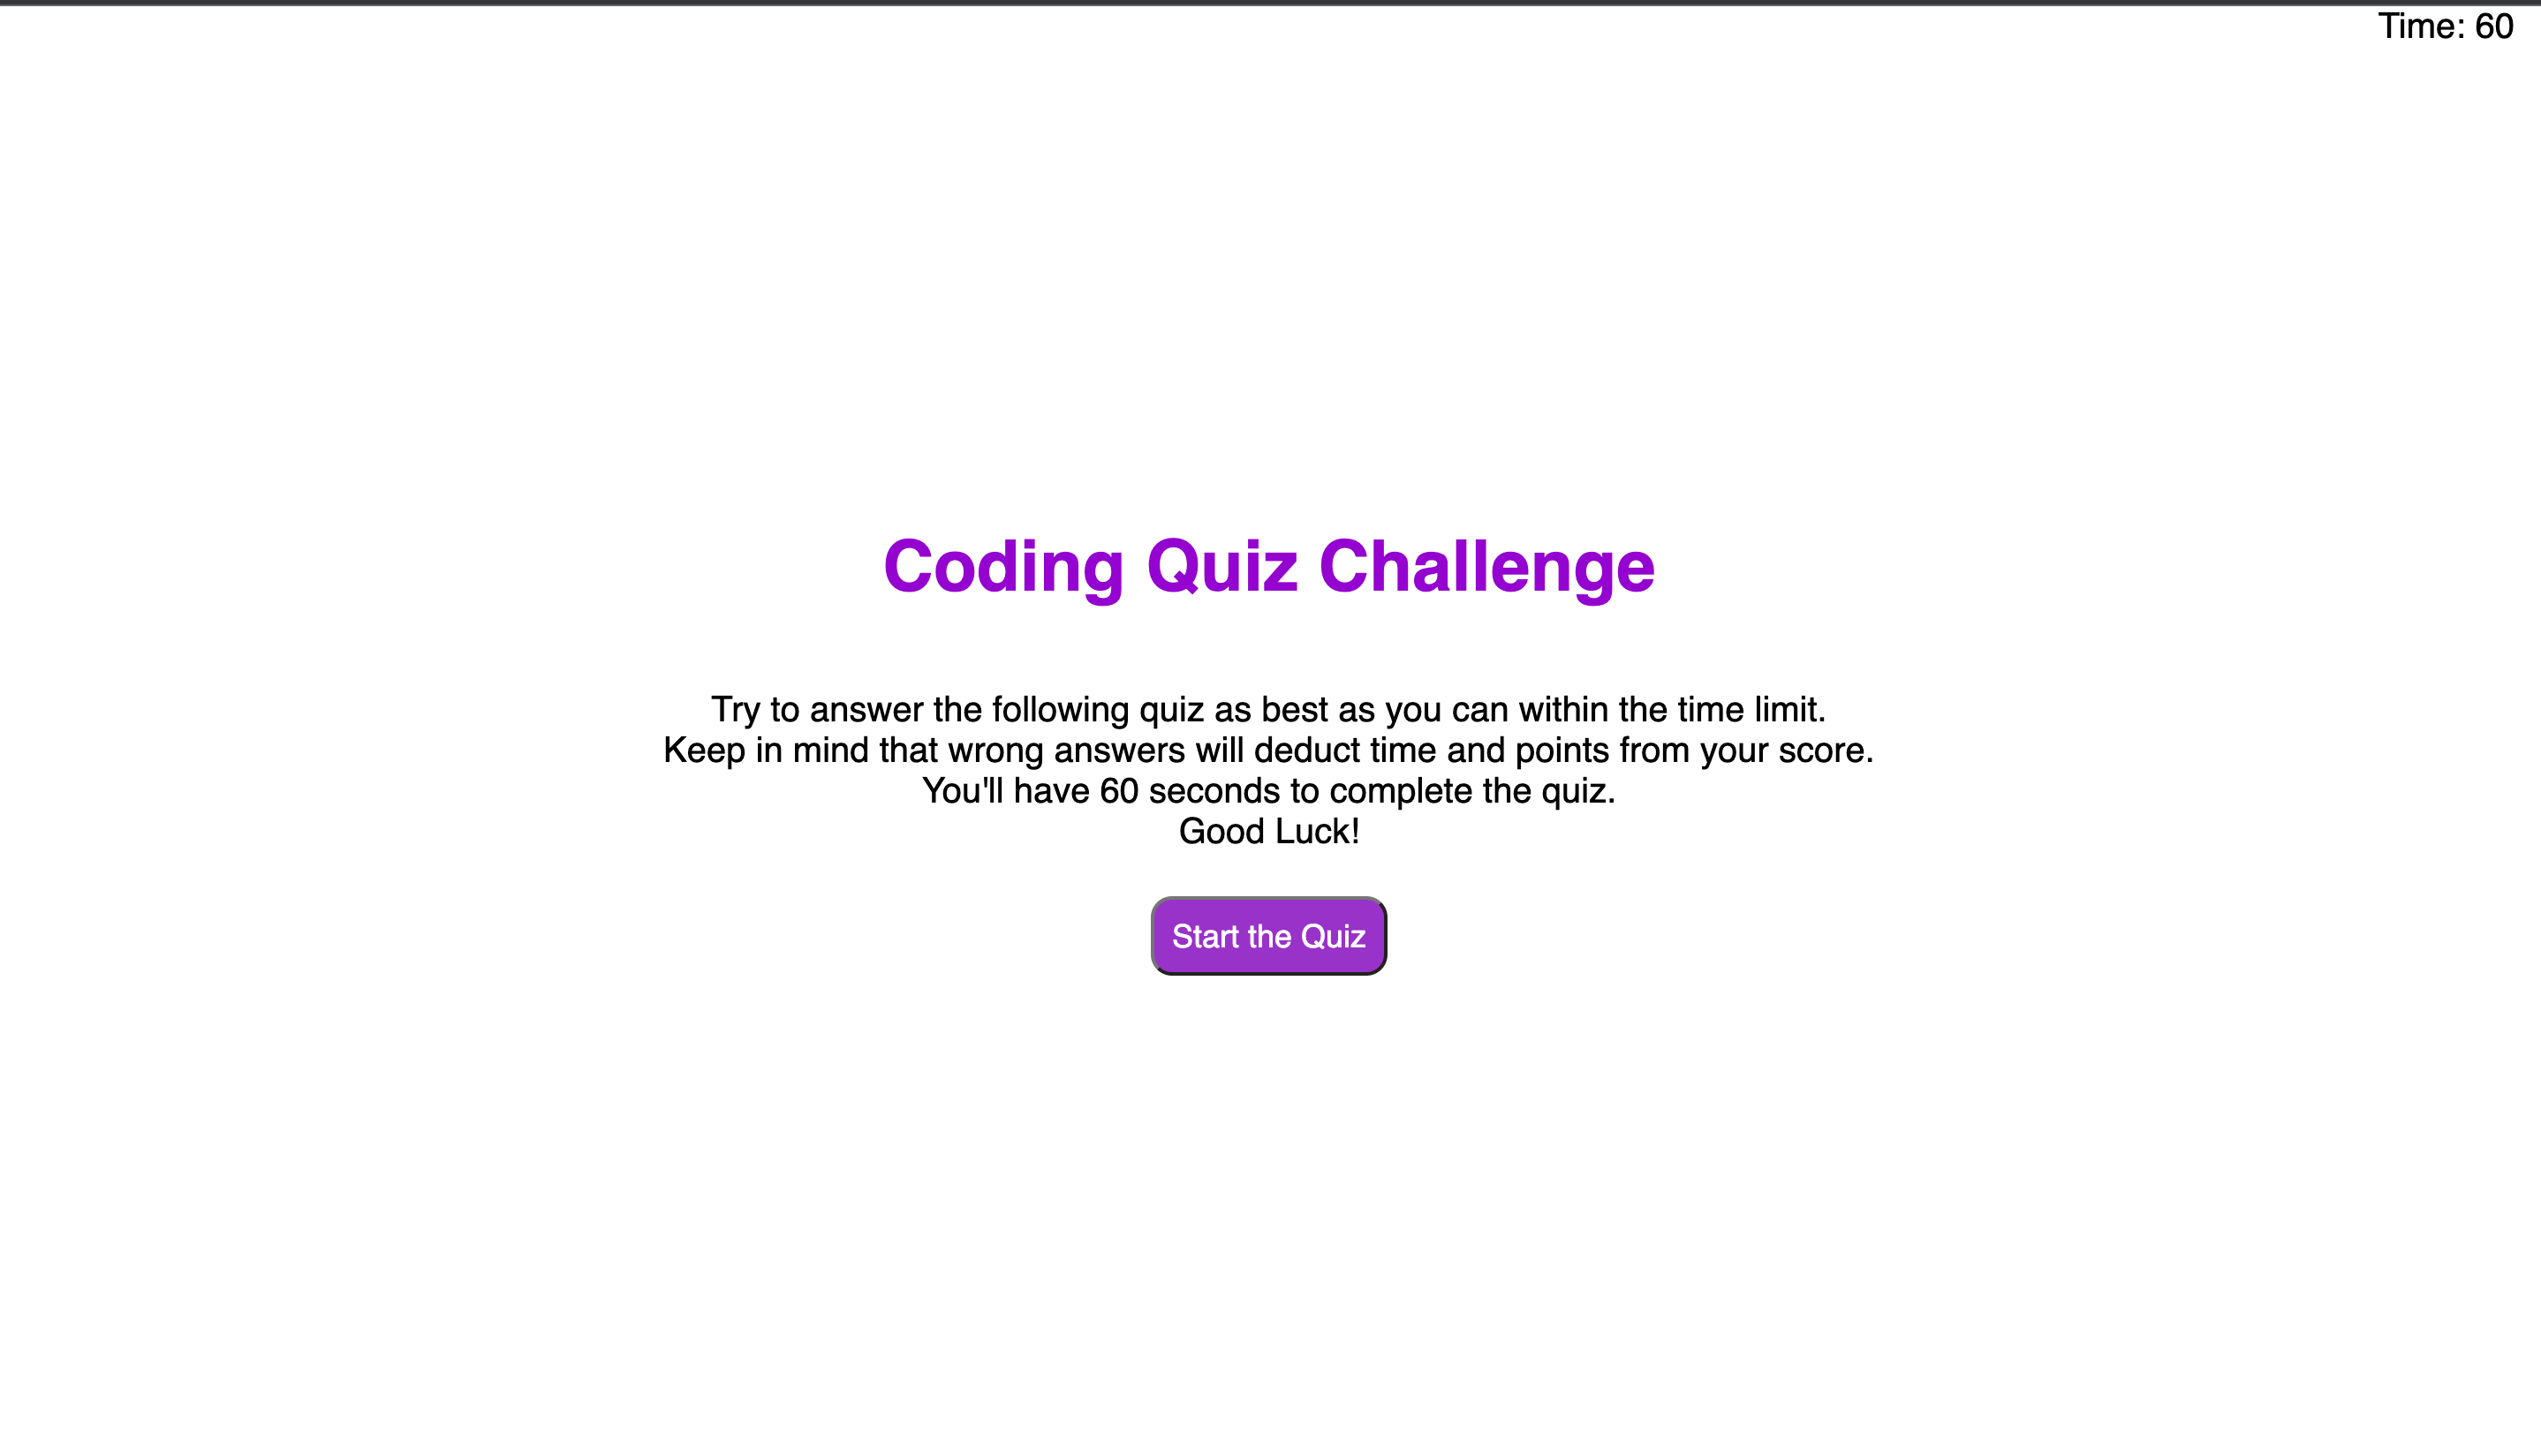 Time: 60
Coding Quiz Challenge
Try to answer the following quiz as best as you can within the time limit.
Keep in mind that wrong answers will deduct time and points from your score.
You'll have 60 seconds to complete the quiz.
Good Luck!
Start the Quiz